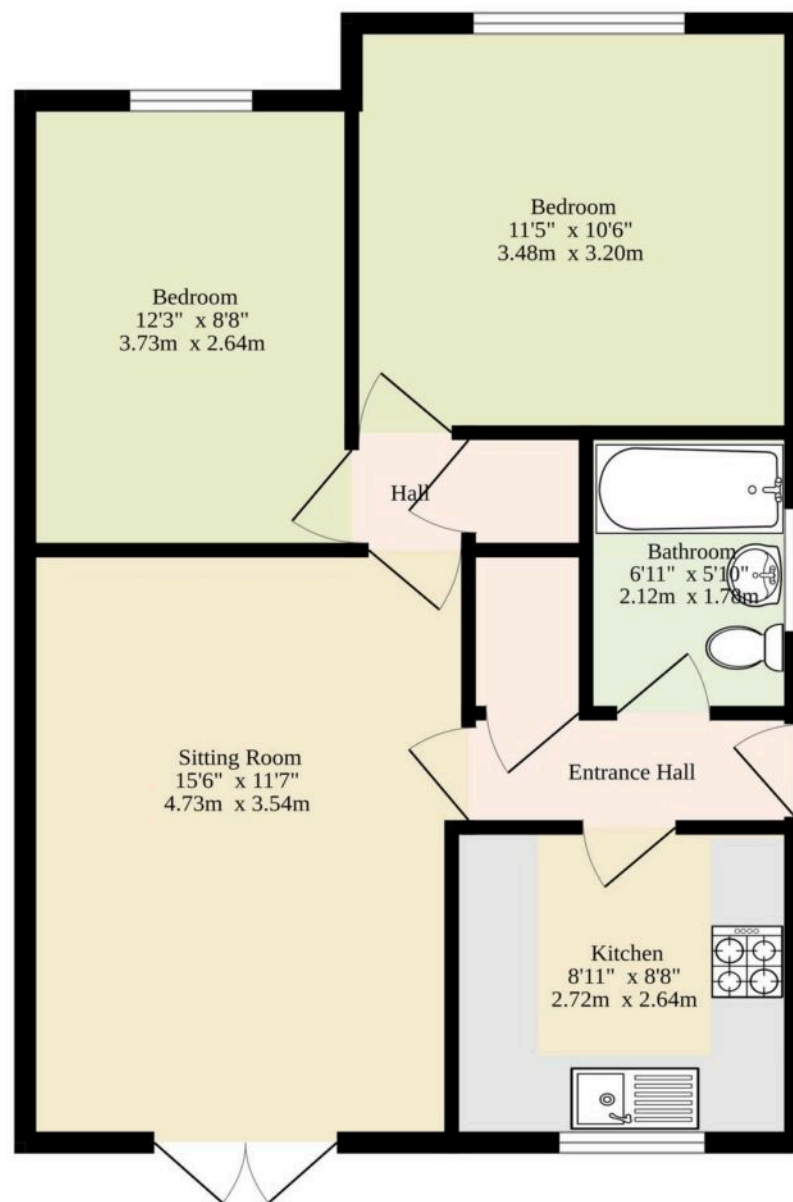 Bedroom
11'5" x 10'6"
3.48m x 3.20m
Bedroom
12'3" x 8'8"
3.73m x 2.64m
Hall
Bathroom
6'11" x 5'10"
2.12m x 1.78m
Sitting Room
15'6" x 11'7"
4.73m x 3.54m
Entrance Hall
Kitchen
8'11" x 8'8"
2.72m x 2.64m